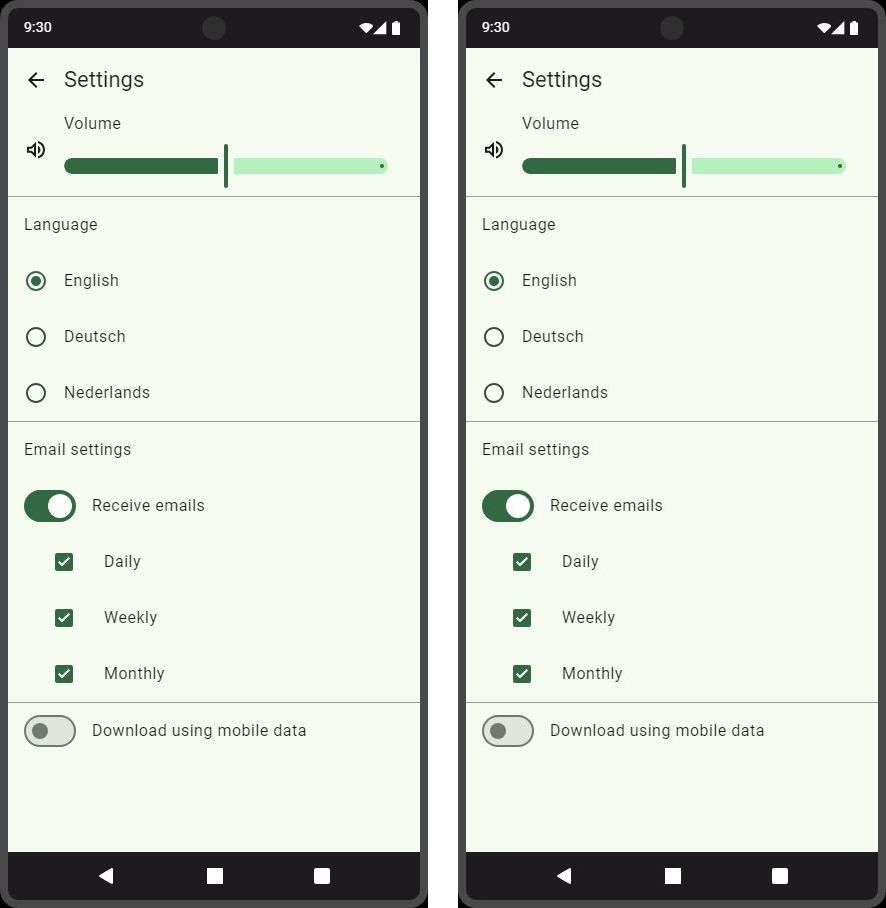 9:30
Settings
Volume
Language
English
Deutsch
Nederlands
Email settings
Receive emails
Daily
Weekly
Monthly
Download using mobile data
9:30
Settings
Volume
Language
English
Deutsch
Nederlands
Email settings
Receive emails
Daily
Weekly
Monthly
Download using mobile data